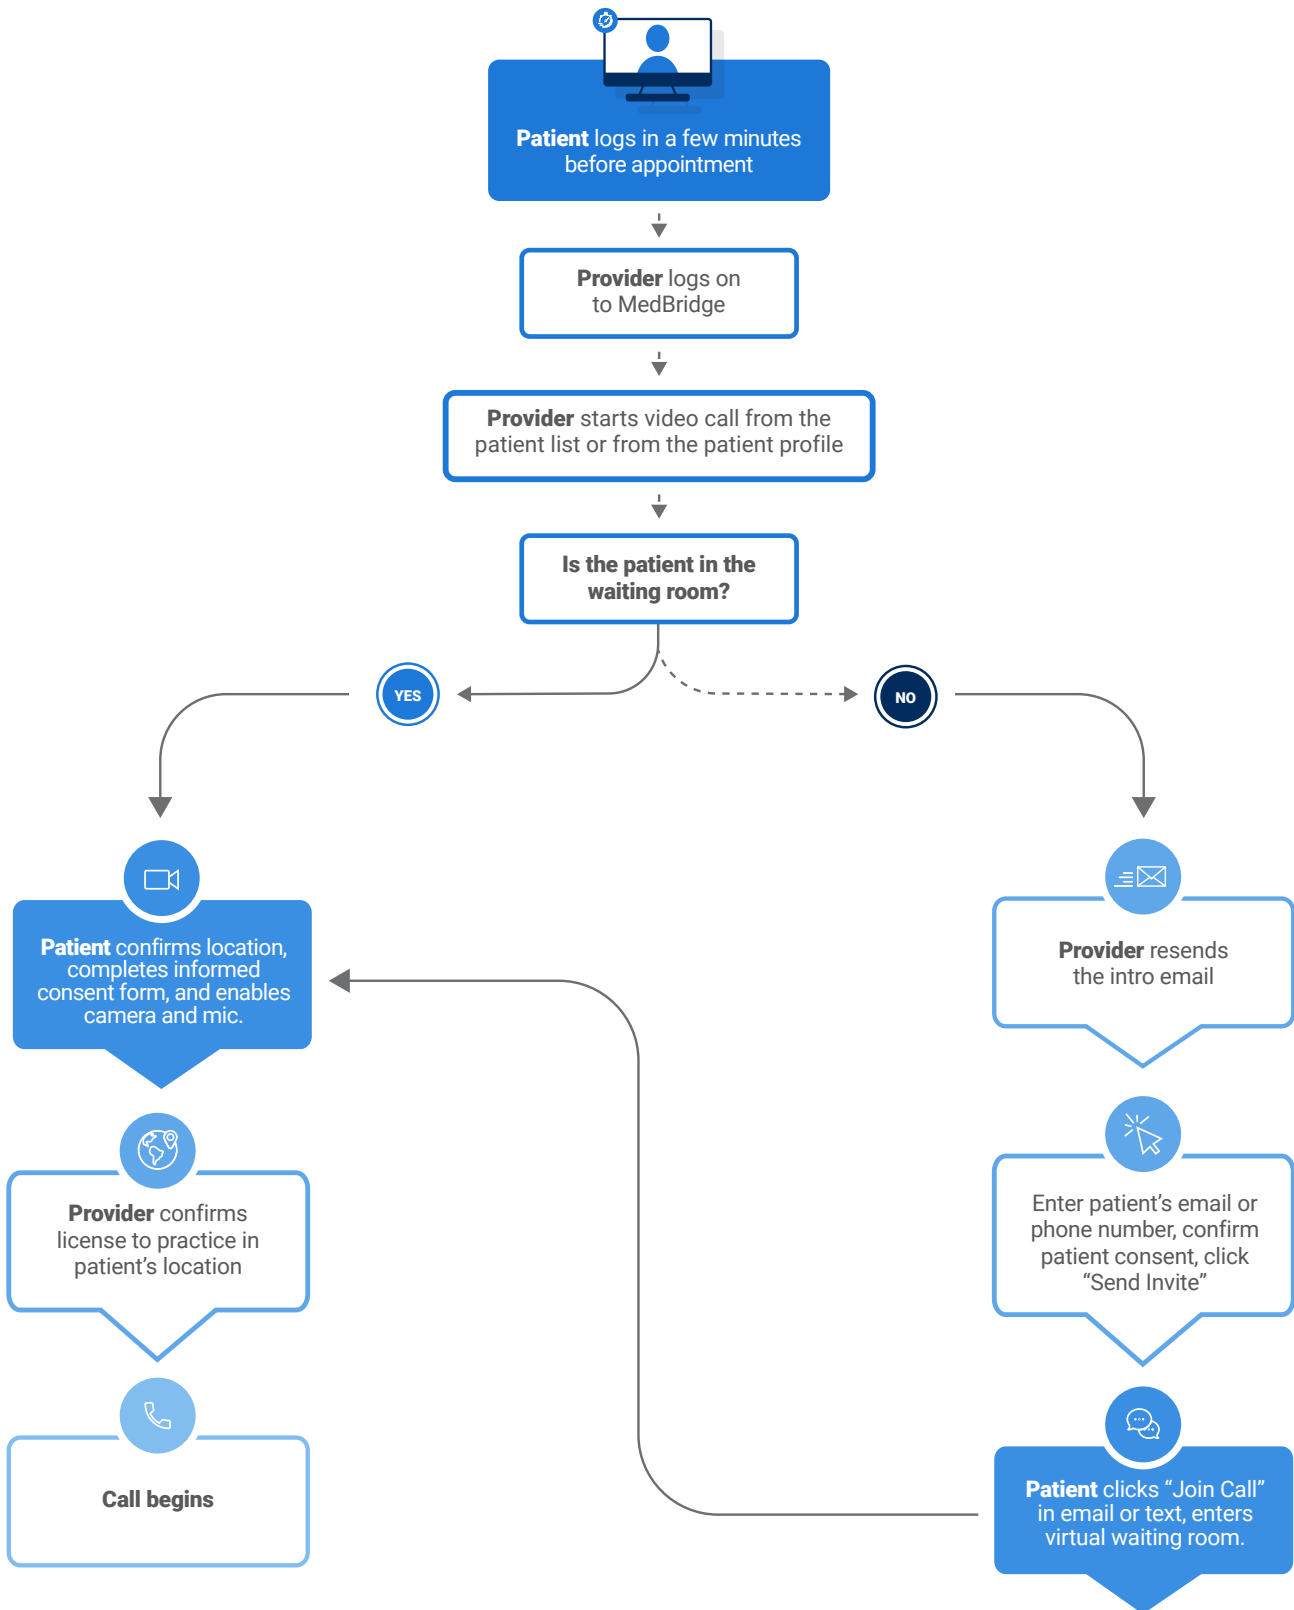 Patient logs in a few minutes
before appointment
Provider logs on
to MedBridge
Provider starts video call from the
patient list or from the patient profile
Is the patient in the
waiting room?
YES
NO
Patient confirms location,
completes informed
consent form, and enables
camera and mic.
Provider confirms
license to practice in
patient’s location
Call begins
Provider resends
the intro email
Enter patient’s email or
phone number, confirm
patient consent, click
“Send Invite”
Patient clicks “Join Call”
in email or text, enters
virtual waiting room.